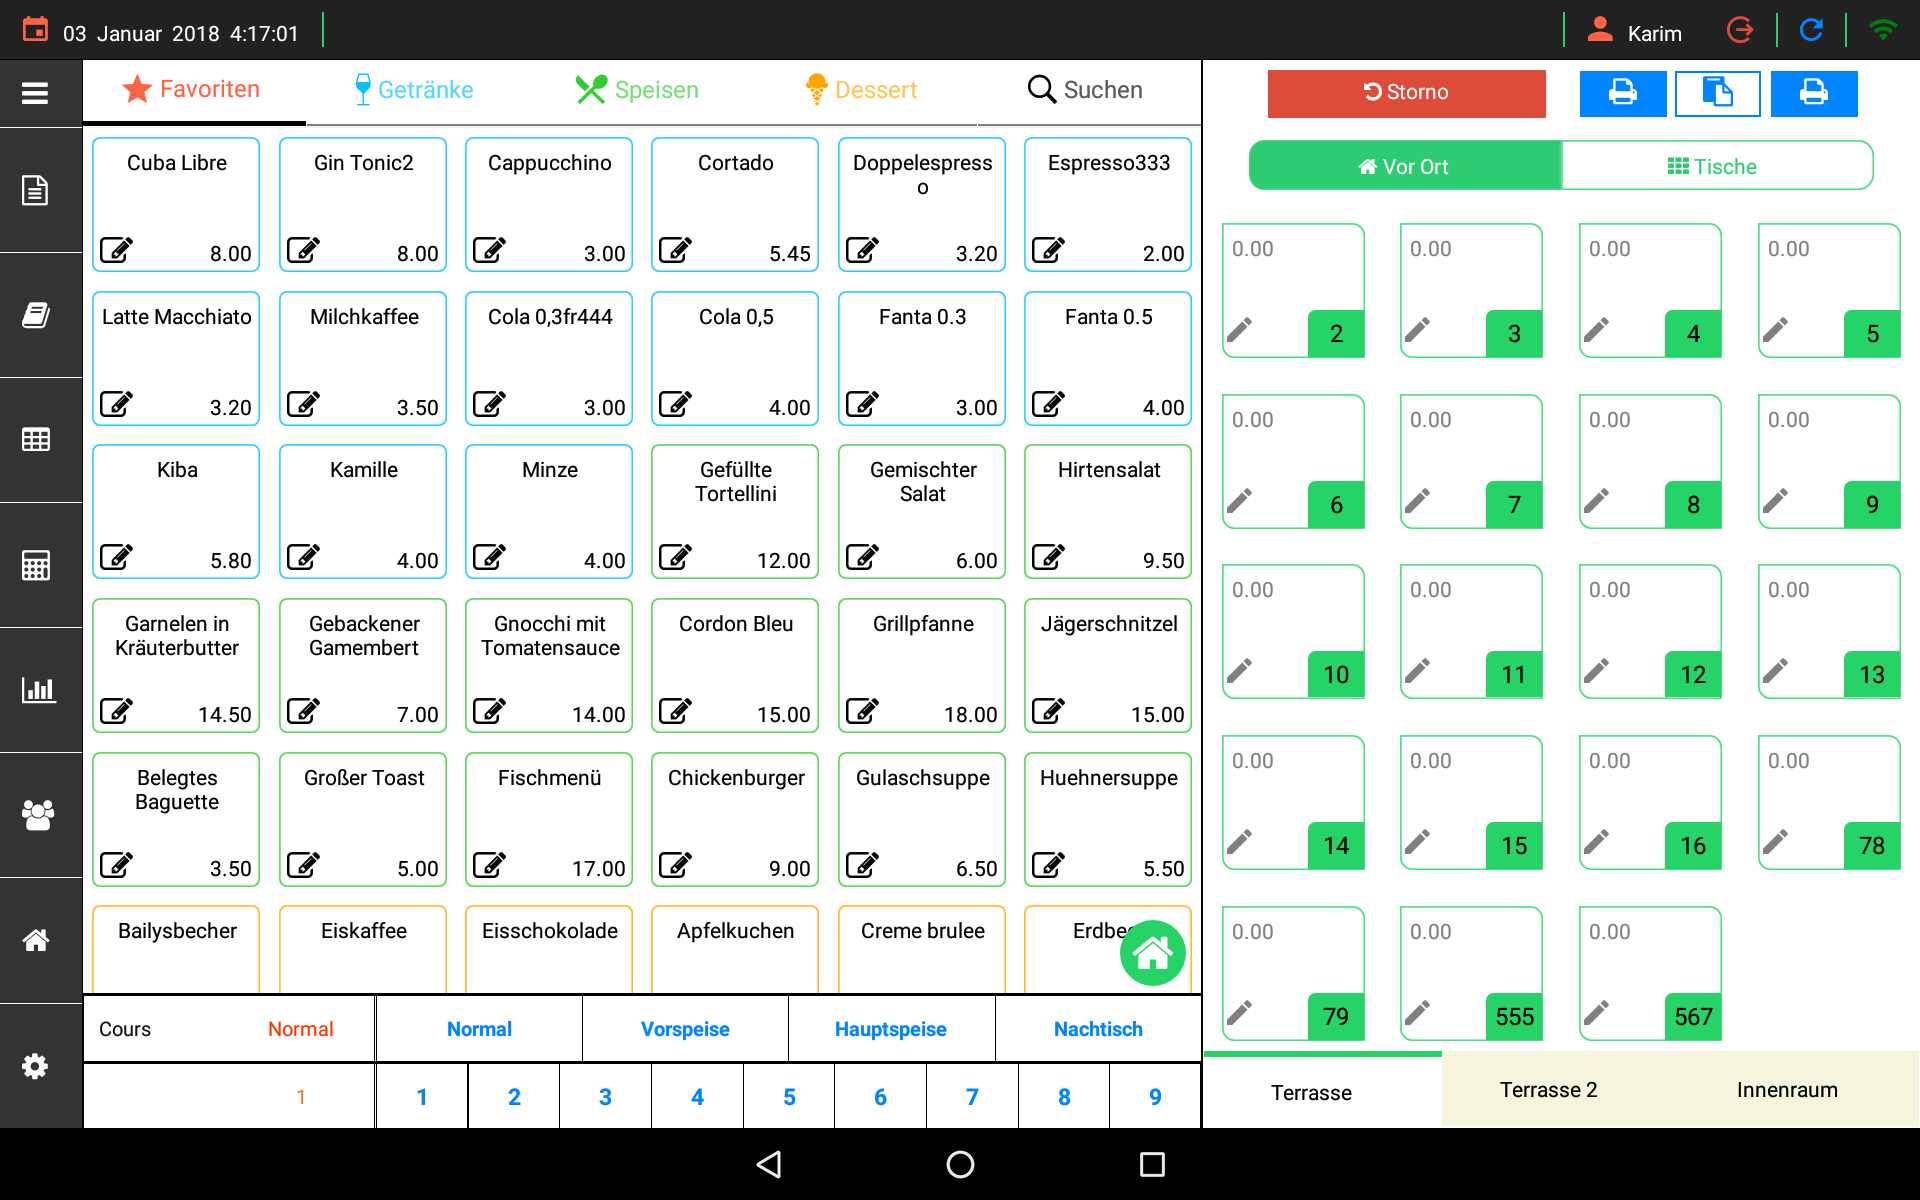 03 Januar 2018 4:17:01
Karim
Favoriten
Getränke
Speisen
Dessert
Suchen
Storno
Vor Ort
Tische
Cuba Libre
8.00
Gin Tonic2
8.00
Cappucchino
3.00
Cortado
5.45
Doppelespress
o
3.20
Espresso333
2.00
Latte Macchiato
3.20
Milchkaffee
3.50
Cola 0,3fr444
3.00
Cola 0,5
4.00
Fanta 0.3
3.00
Fanta 0.5
4.00
Kiba
5.80
Kamille
4.00
Minze
4.00
Gefüllte
Tortellini
12.00
Gemischter
Salat
6.00
Hirtensalat
9.50
Garnelen in
Kräuterbutter
14.50
Gebackener
Gamembert
7.00
Gnocchi mit
Tomatensauce
14.00
Cordon Bleu
15.00
Grillpfanne
18.00
Jägerschnitzel
15.00
Belegtes
Baguette
3.50
Großer Toast
5.00
Fischmenü
17.00
Chickenburger
9.00
Gulaschsuppe
6.50
Huehnersuppe
5.50
Bailysbecher
Eiskaffee
Eisschokolade
Apfelkuchen
Creme brulee
Cours
Normal
Normal
Vorspeise
Hauptspeise
Nachtisch
1
1
2
3
4
5
6
7
8
9
0.00
2
0.00
3
0.00
4
0.00
5
0.00
6
0.00
7
0.00
8
0.00
9
0.00
10
0.00
11
0.00
12
0.00
13
0.00
14
0.00
15
0.00
16
0.00
78
0.00
79
0.00
555
0.00
567
Terrasse
Terrasse 2
Innenraum